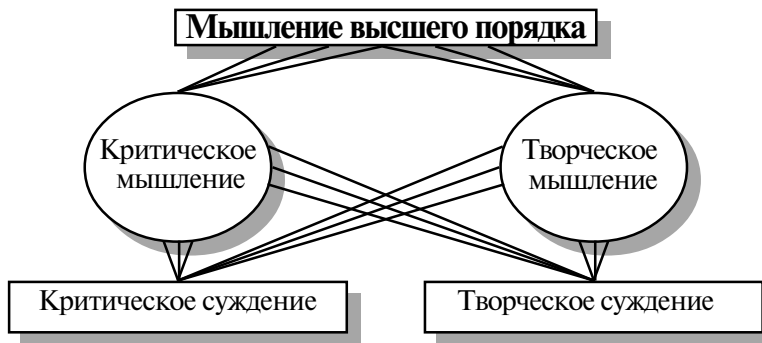 Мышление высшего порядка
Критическое
мышление
Творческое
мышление
Критическое суждение
Творческое суждение